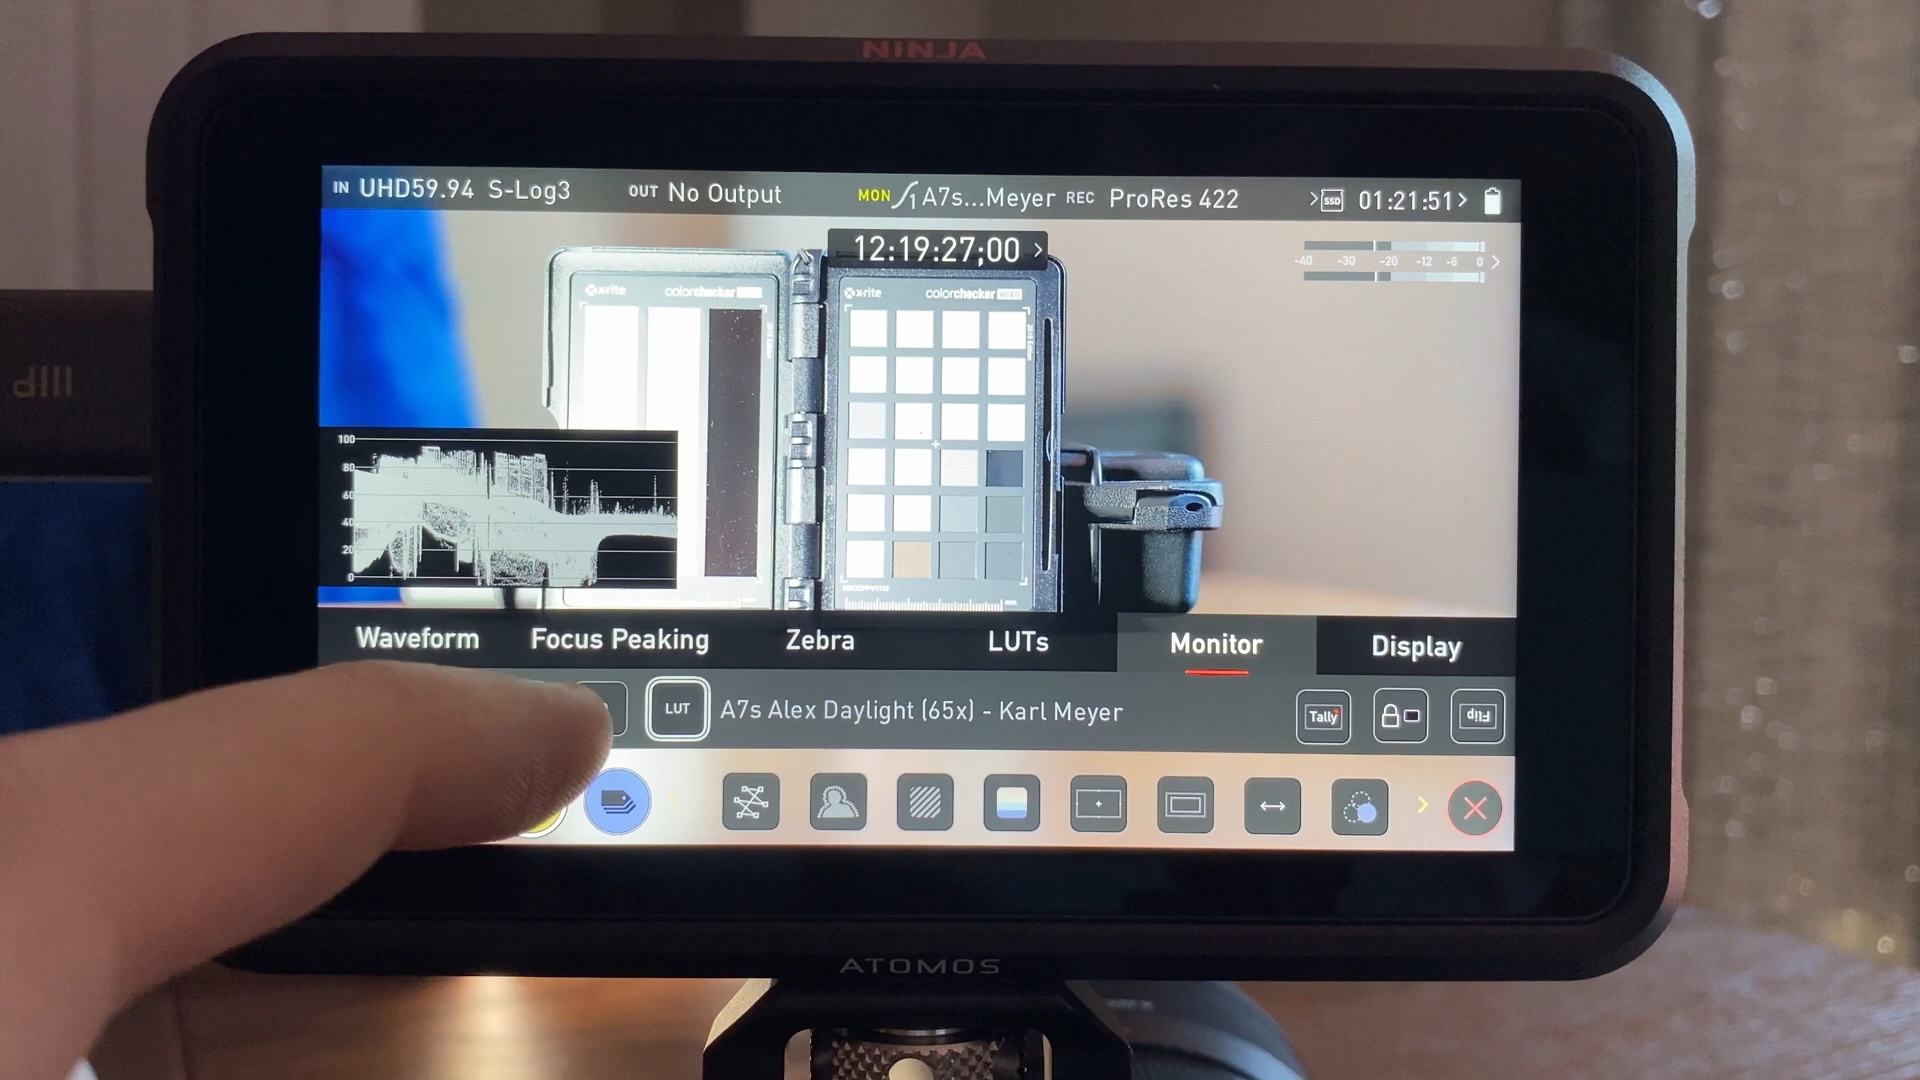 NINJA
IN UHD59.94 S-Log3 OUT No Output MON A7s...Meyer REC ProRes 422 SSD 01:21:51
12:19:27;00
-40 -30 -20 -12 -6 0
x-rite colorchecker
x-rite colorchecker VIDEO
100
80
60
40
20
0
Waveform Focus Peaking Zebra LUTs Monitor Display
LUT A7s Alex Daylight (65x) - Karl Meyer Tally Flip
ATOMOS